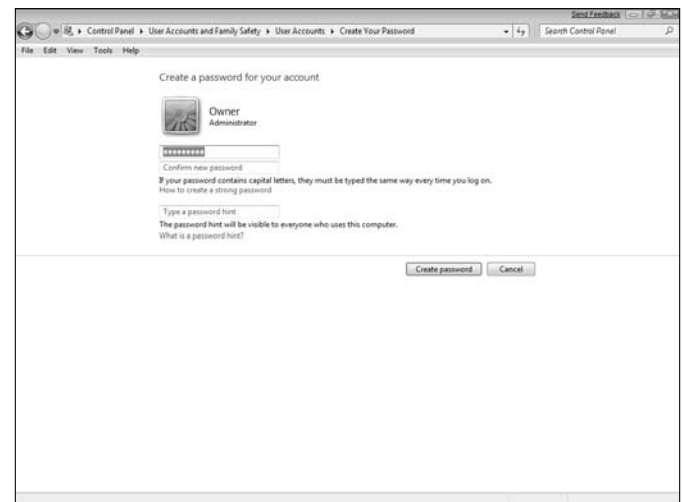 Send Feedback
Control Panel ▸ User Accounts and Family Safety ▸ User Accounts ▸ Create Your Password
Search Control Panel
File Edit View Tools Help
Create a password for your account
Owner
Administrator
•••••••••
Confirm new password
If your password contains capital letters, they must be typed the same way every time you log on.
How to create a strong password
Type a password hint
The password hint will be visible to everyone who uses this computer.
What is a password hint?
Create password Cancel